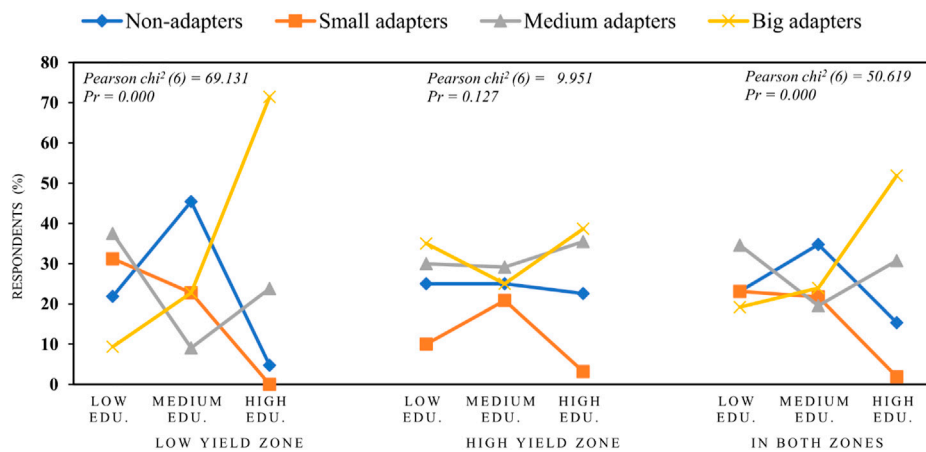 Non-adapters Small adapters Medium adapters Big adapters
80
70
60
50
40
30
20
10
0
RESPONDENTS (%)
Pearson chi² (6) = 69.131
Pr = 0.000
Pearson chi² (6) = 9.951
Pr = 0.127
Pearson chi² (6) = 50.619
Pr = 0.000
LOW EDU.
MEDIUM EDU.
HIGH EDU.
LOW EDU.
MEDIUM EDU.
HIGH EDU.
LOW EDU.
MEDIUM EDU.
HIGH EDU.
LOW YIELD ZONE
HIGH YIELD ZONE
IN BOTH ZONES